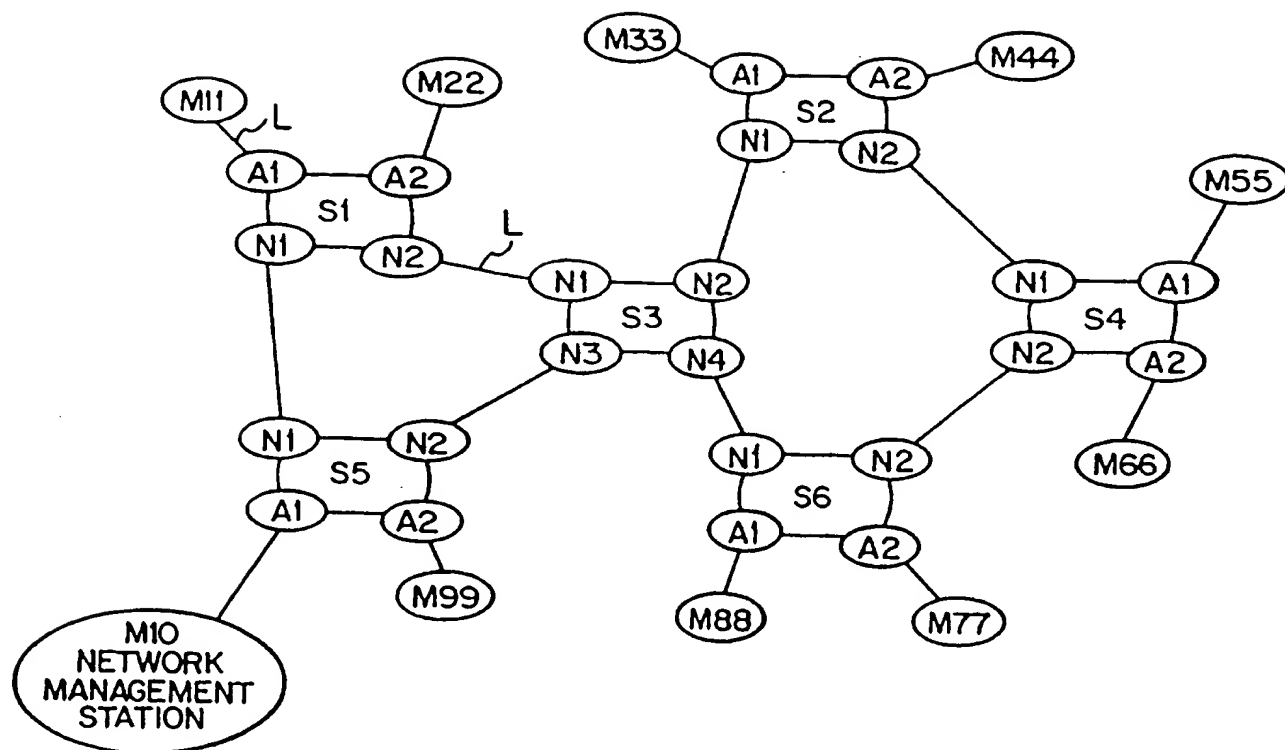 M33
M44
A1
A2
M22
M11
L
S2
N1
N2
A1
A2
M55
S1
L
N1
N2
N1
N2
N1
A1
S3
S4
N3
N4
N2
A2
N1
N2
N1
N2
S5
M66
S6
A1
A2
A1
A2
M99
M88
M77
M10
NETWORK
MANAGEMENT
STATION